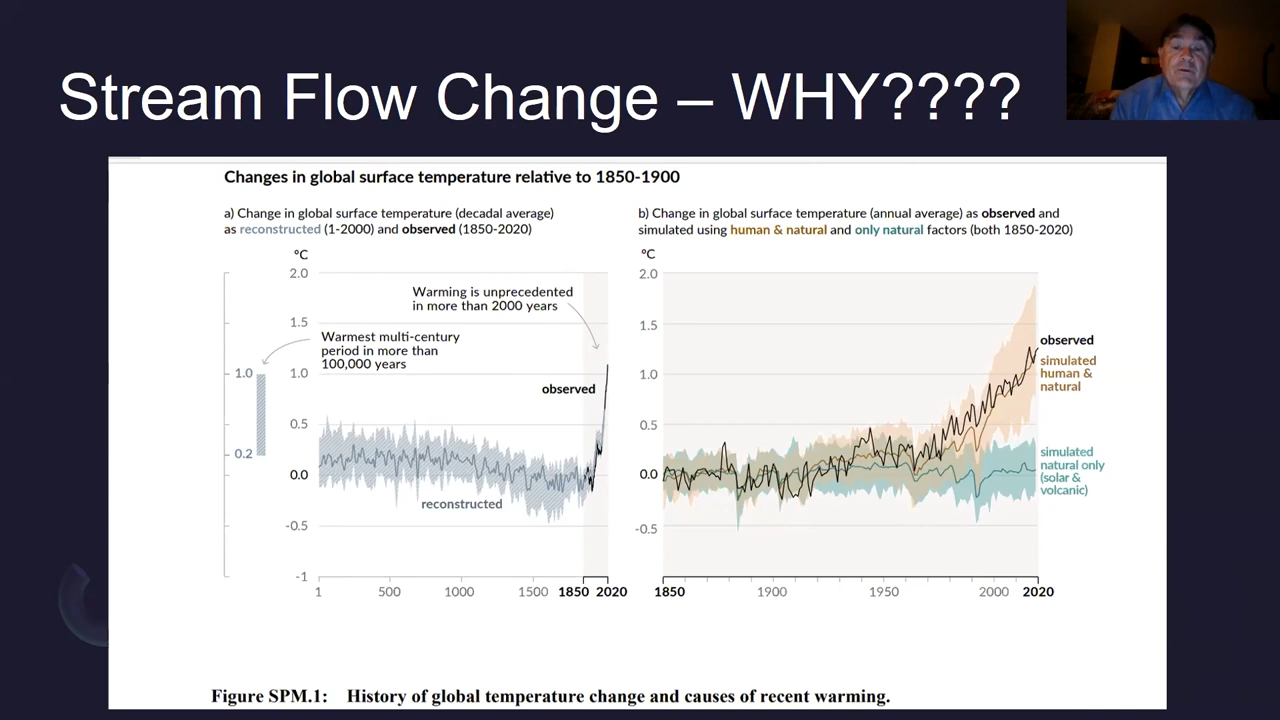 Stream Flow Change – WHY????
Changes in global surface temperature relative to 1850-1900
a) Change in global surface temperature (decadal average)
as reconstructed (1-2000) and observed (1850-2020)
°C
2.0
1.5
1.0
0.5
0.0
-0.5
-1
1.0
0.2
Warming is unprecedented
in more than 2000 years
Warmest multi-century
period in more than
100,000 years
observed
reconstructed
1 500 1000 1500 1850 2020
b) Change in global surface temperature (annual average) as observed and
simulated using human & natural and only natural factors (both 1850-2020)
°C
2.0
1.5
1.0
0.5
0.0
-0.5
observed
simulated
human &
natural
simulated
natural only
(solar &
volcanic)
1850 1900 1950 2000 2020
Figure SPM.1: History of global temperature change and causes of recent warming.